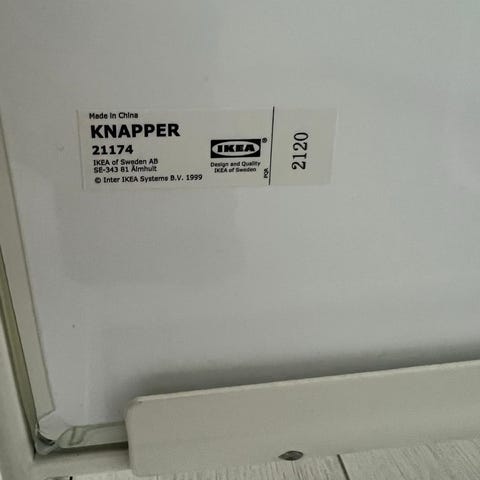 Made in China
KNAPPER
21174
IKEA of Sweden AB
SE-343 81 Älmhult
© Inter IKEA Systems B.V. 1999
IKEA®
Design and Quality
IKEA of Sweden
PQR
2120